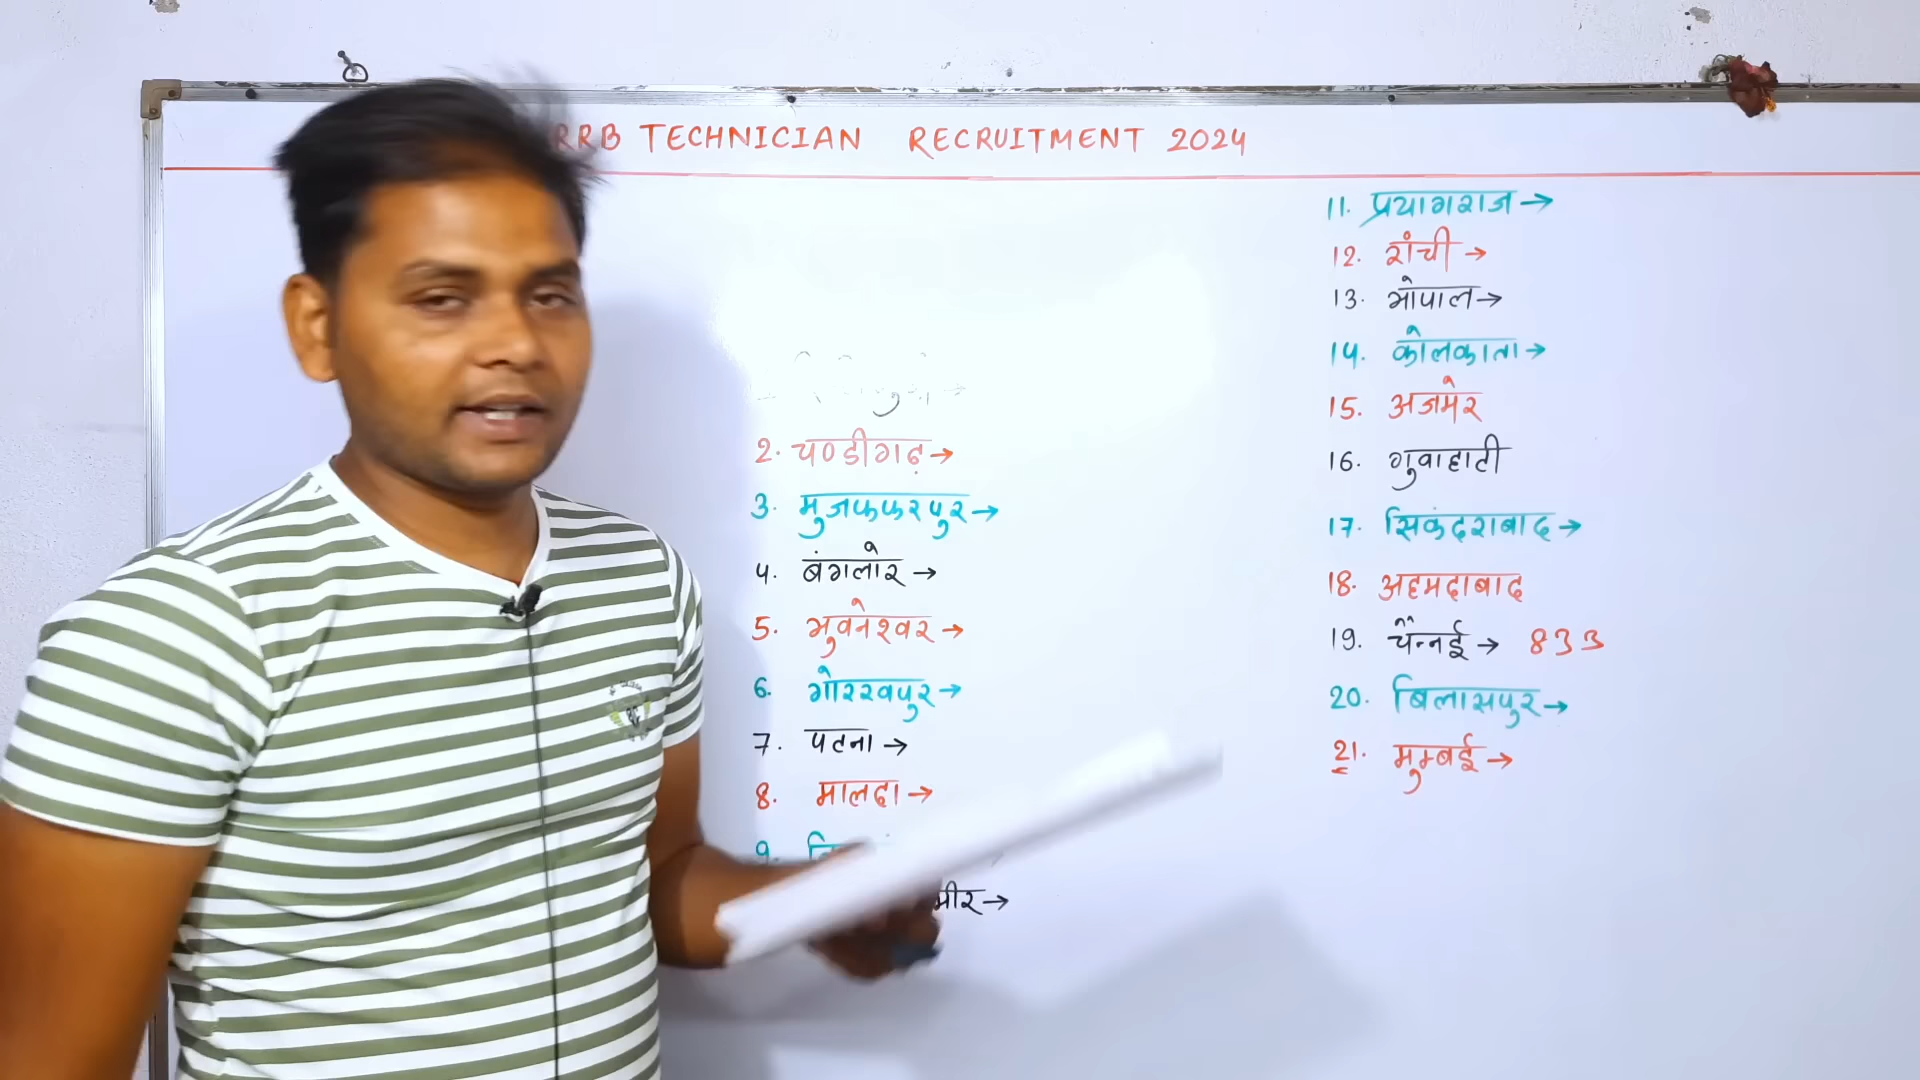 RRB TECHNICIAN RECRUITMENT 2024
2. चण्डीगढ़→
3. मुजफ्फरपुर→
4. बंगलोर→
5. भुवनेश्वर→
6. गोरखपुर→
7. पटना→
8. मालदा→
9.
मीर→
11. प्रयागराज→
12. रांची→
13. भोपाल→
14. कोलकाता→
15. अजमेर
16. गुवाहाटी
17. सिकंदराबाद→
18. अहमदाबाद
19. चैन्नई→ 833
20. बिलासपुर→
21. मुम्बई→